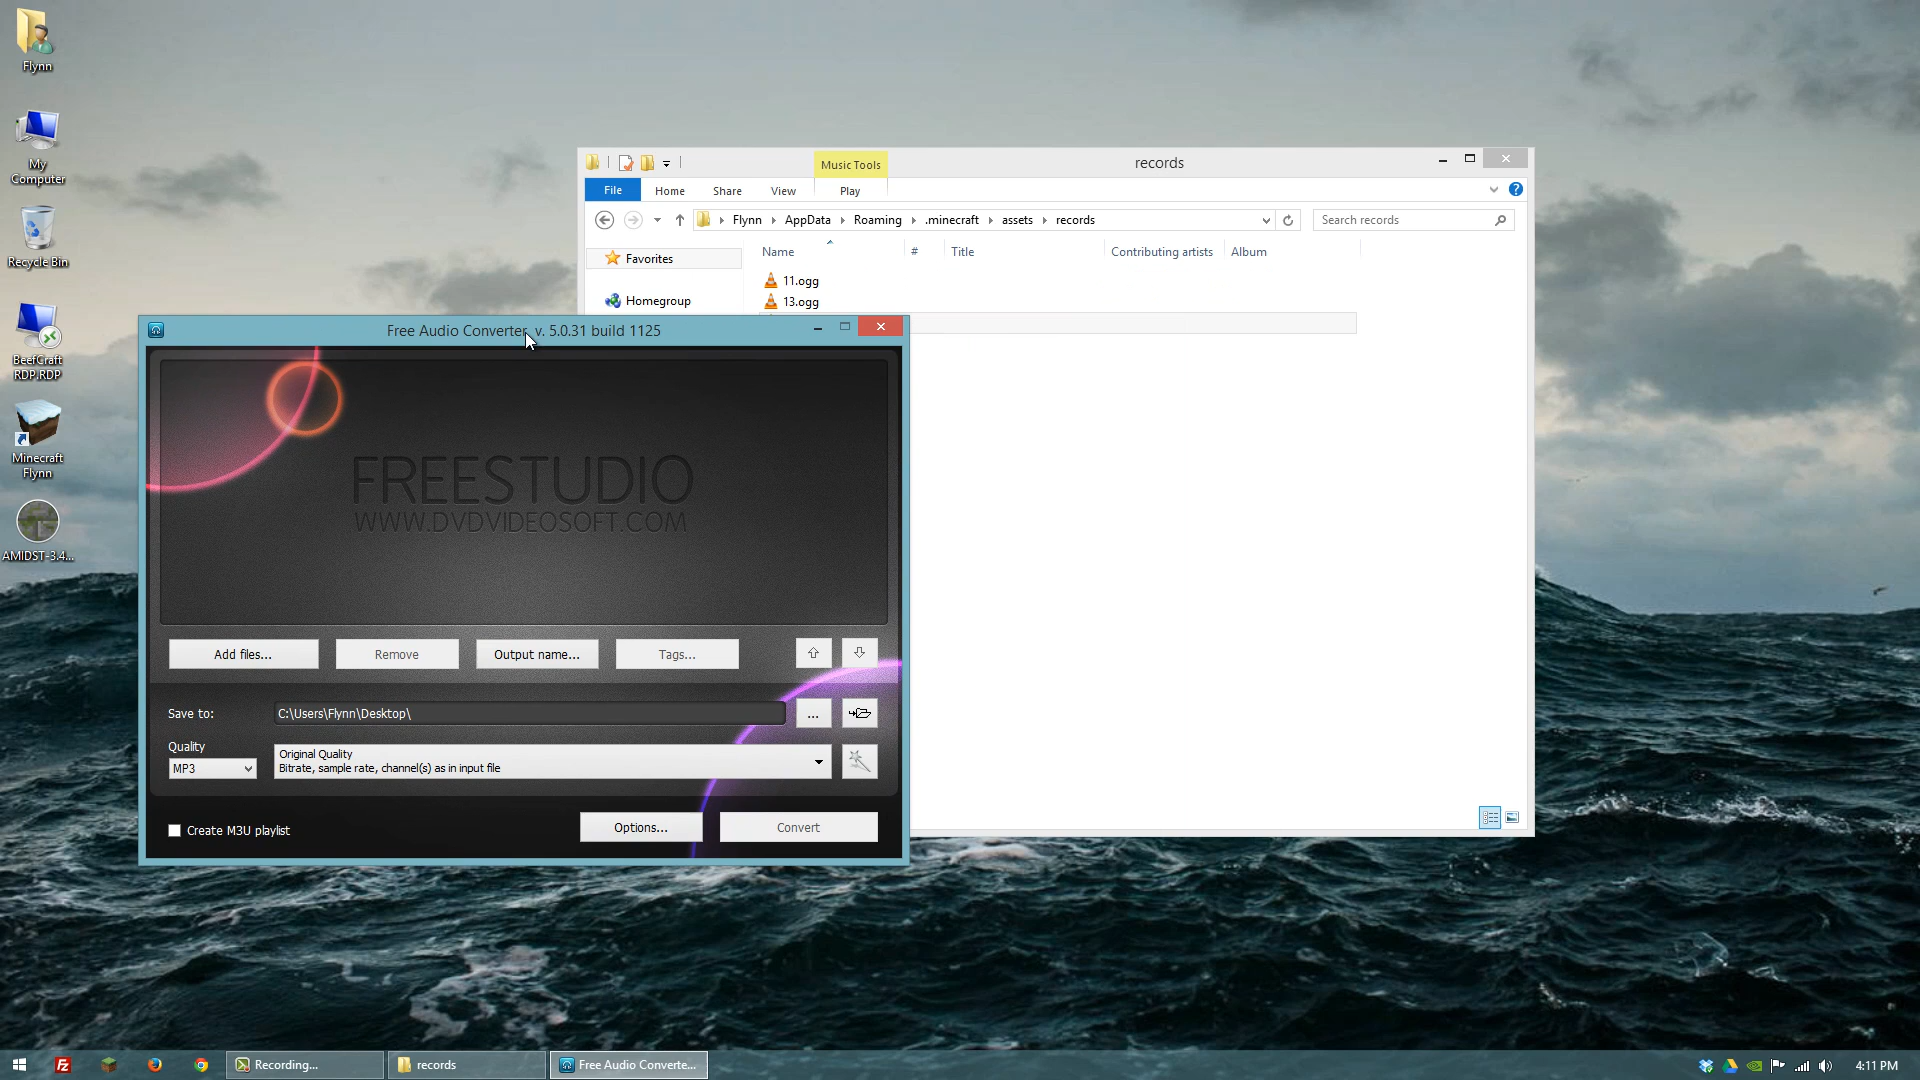 Flynn
My
Computer
Recycle Bin
BeefCraft
RDP.RDP
Minecraft
Flynn
AMIDST-3.4...
Music Tools
records
File
Home
Share
View
Play
Flynn
AppData
Roaming
.minecraft
assets
records
Search records
Name
#
Title
Contributing artists
Album
Favorites
Homegroup
11.ogg
13.ogg
Free Audio Converter v. 5.0.31 build 1125
FREESTUDIO
WWW.DVDVIDEOSOFT.COM
Add files...
Remove
Output name...
Tags...
Save to:
C:\Users\Flynn\Desktop\
...
Quality
MP3
Original Quality
Bitrate, sample rate, channel(s) as in input file
Create M3U playlist
Options...
Convert
Recording...
records
Free Audio Converte...
4:11 PM